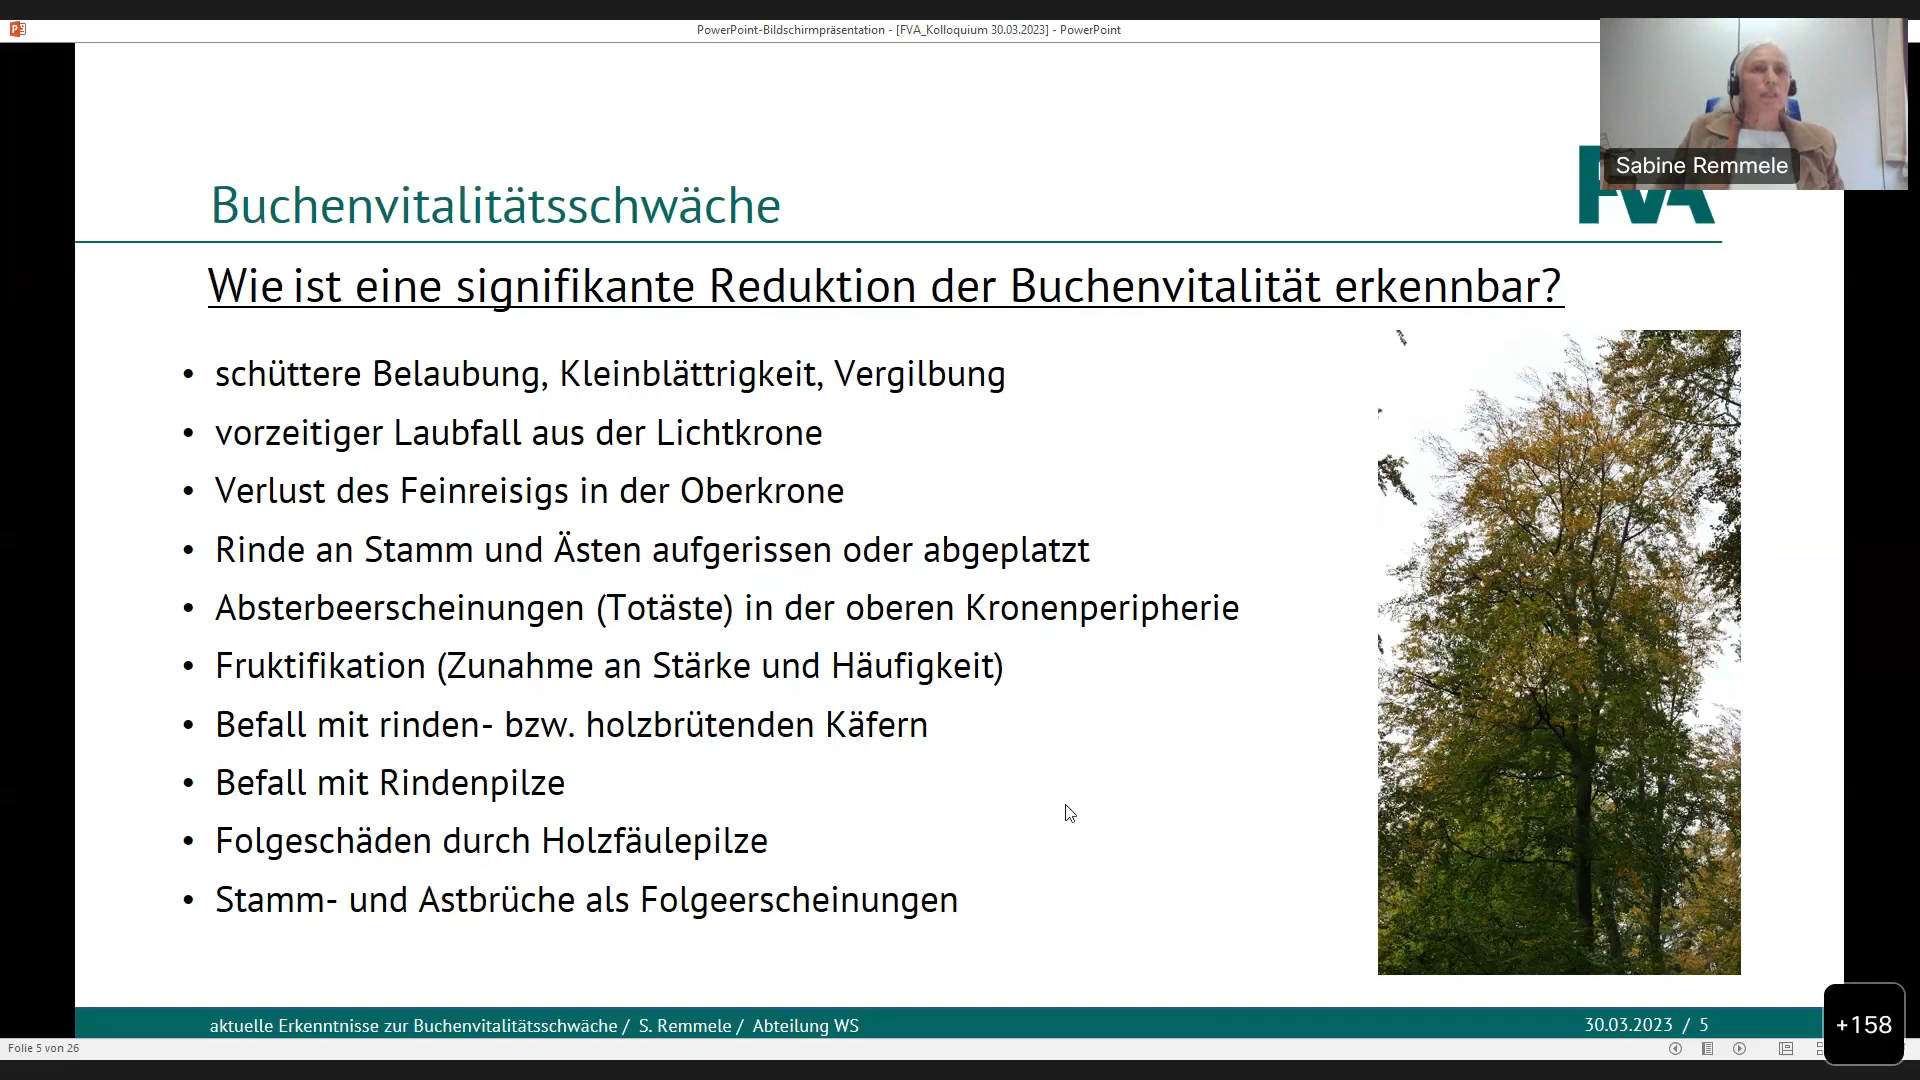 PowerPoint-Bildschirmpräsentation - [FVA_Kolloquium 30.03.2023] - PowerPoint
Sabine Remmele
Buchenvitalitätsschwäche
FVA
Wie ist eine signifikante Reduktion der Buchenvitalität erkennbar?
• schüttere Belaubung, Kleinblättrigkeit, Vergilbung
• vorzeitiger Laubfall aus der Lichtkrone
• Verlust des Feinreisigs in der Oberkrone
• Rinde an Stamm und Ästen aufgerissen oder abgeplatzt
• Absterbeerscheinungen (Totäste) in der oberen Kronenperipherie
• Fruktifikation (Zunahme an Stärke und Häufigkeit)
• Befall mit rinden- bzw. holzbrütenden Käfern
• Befall mit Rindenpilze
• Folgeschäden durch Holzfäulepilze
• Stamm- und Astbrüche als Folgeerscheinungen
aktuelle Erkenntnisse zur Buchenvitalitätsschwäche / S. Remmele / Abteilung WS
30.03.2023 / 5
+158
Folie 5 von 26